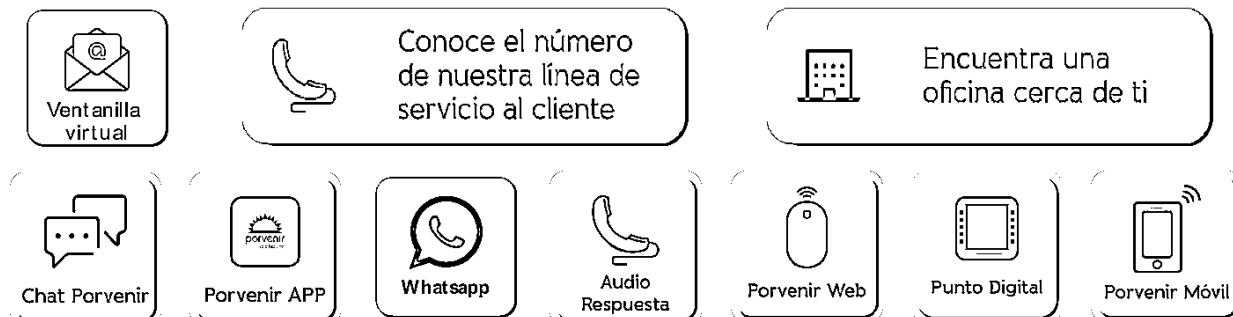 @
Ventanilla
virtual
Conoce el número
de nuestra línea de
servicio al cliente
Encuentra una
oficina cerca de ti
Chat Porvenir
porvenir
Porvenir APP
Whatsapp
Audio
Respuesta
Porvenir Web
Punto Digital
Porvenir Móvil